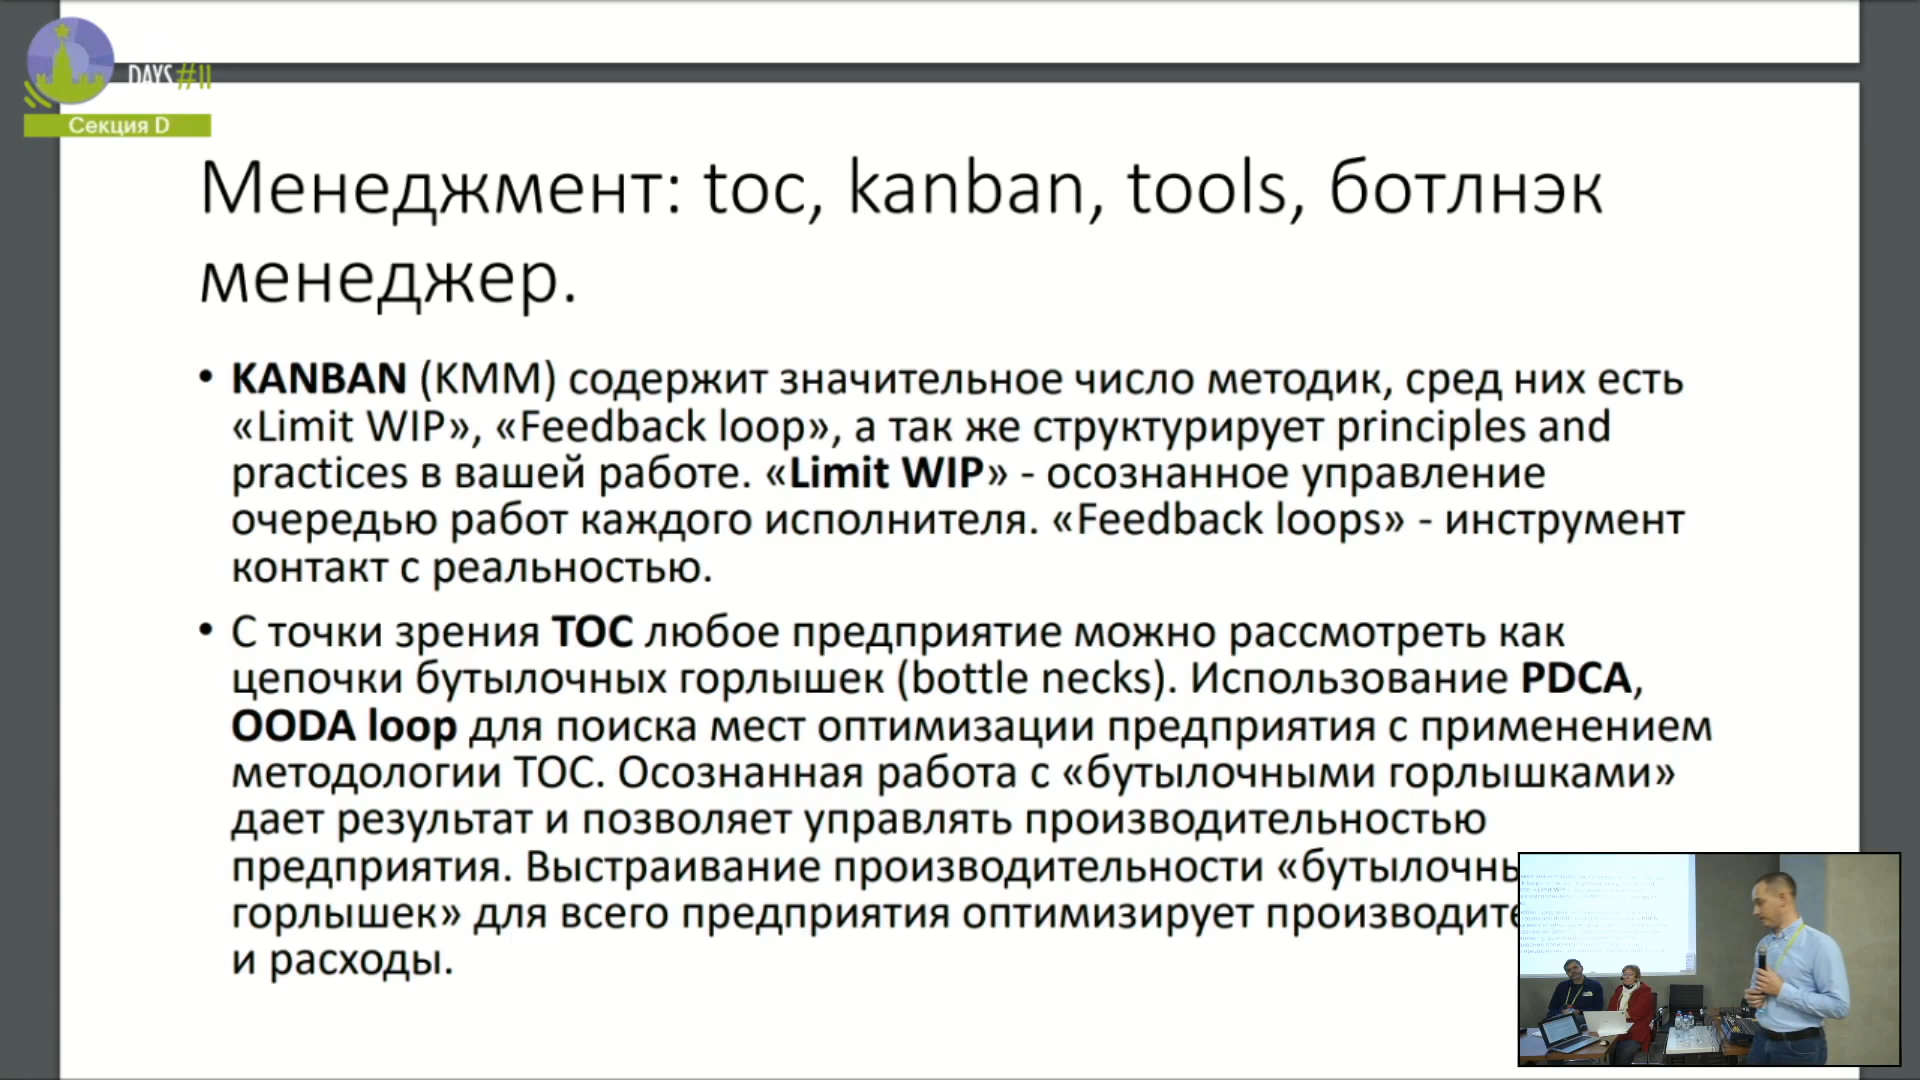 DAYS#11
Секция D
Менеджмент: toc, kanban, tools, ботлнэк
менеджер.
• KANBAN (КММ) содержит значительное число методик, сред них есть
«Limit WIP», «Feedback loop», а так же структурирует principles and
practices в вашей работе. «Limit WIP» - осознанное управление
очередью работ каждого исполнителя. «Feedback loops» - инструмент
контакт с реальностью.
• С точки зрения ТОС любое предприятие можно рассмотреть как
цепочки бутылочных горлышек (bottle necks). Использование PDCA,
OODA loop для поиска мест оптимизации предприятия с применением
методологии ТОС. Осознанная работа с «бутылочными горлышками»
дает результат и позволяет управлять производительностью
предприятия. Выстраивание производительности «бутылочны
горлышек» для всего предприятия оптимизирует производите
и расходы.